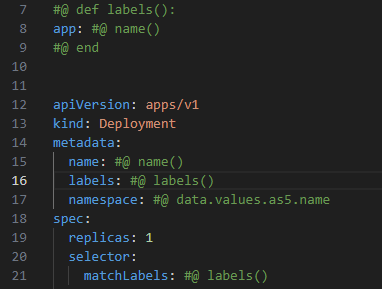 7 #@ def labels():
8 app: #@ name()
9 #@ end
10
11
12 apiVersion: apps/v1
13 kind: Deployment
14 metadata:
15   name: #@ name()
16   labels: #@ labels()
17   namespace: #@ data.values.as5.name
18 spec:
19   replicas: 1
20   selector:
21     matchLabels: #@ labels()